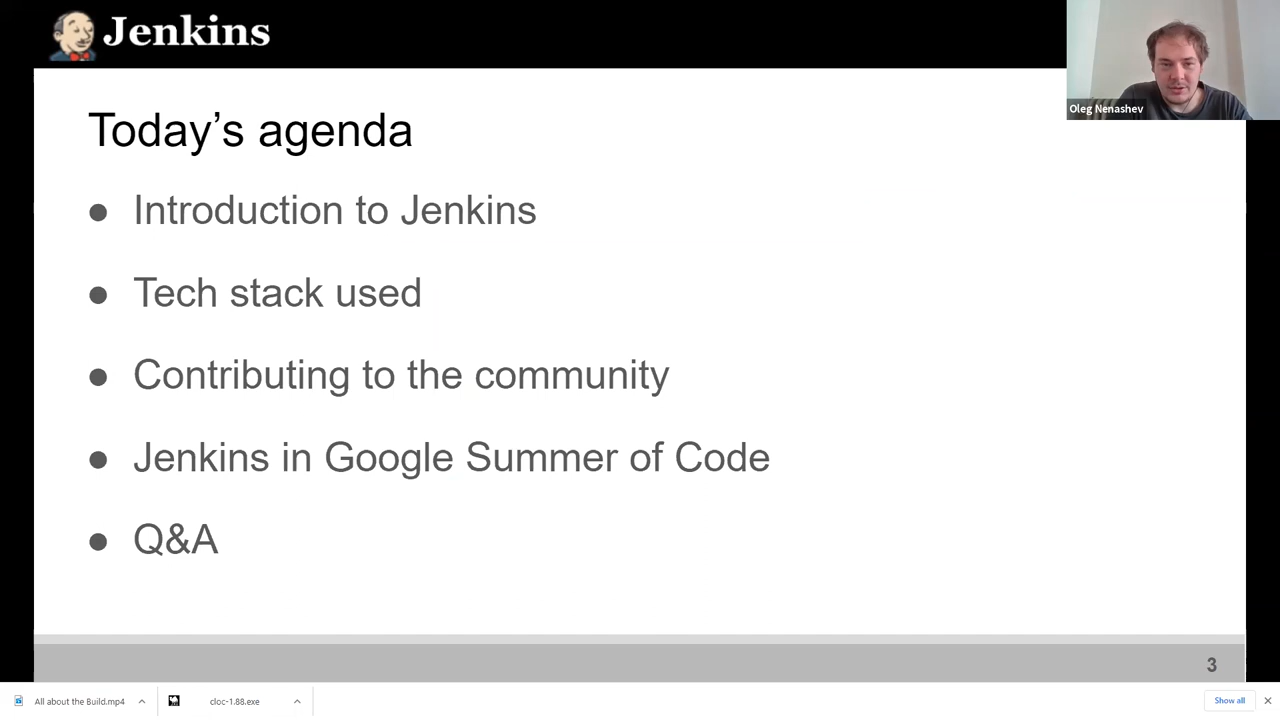 Jenkins
Oleg Nenashev
Today's agenda
● Introduction to Jenkins
● Tech stack used
● Contributing to the community
● Jenkins in Google Summer of Code
● Q&A
3
All about the Build.mp4
cloc-1.88.exe
Show all